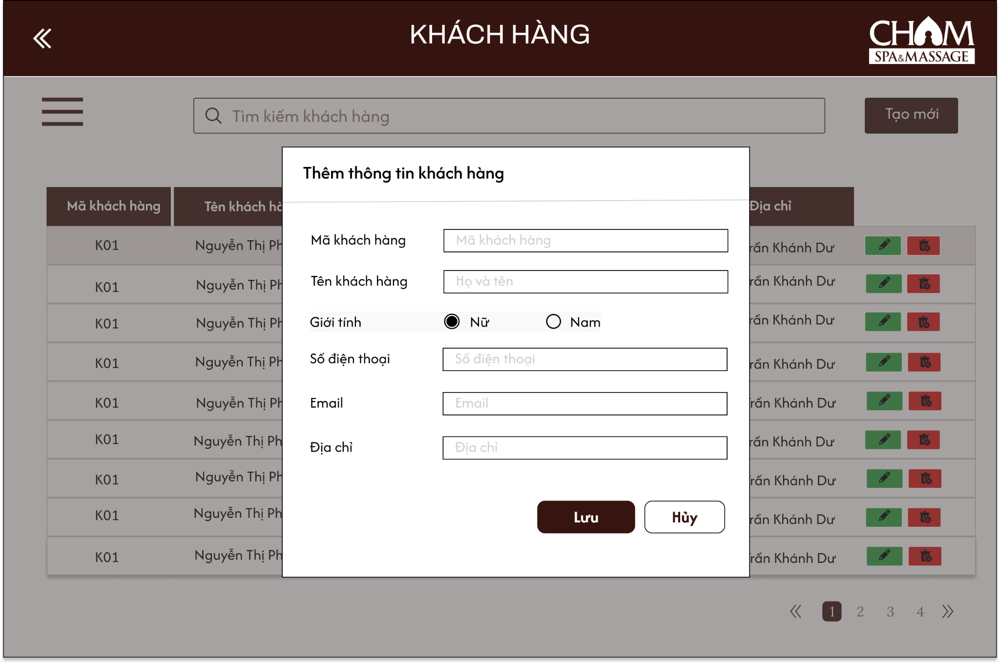 KHÁCH HÀNG
CHAM
SPA&MASSAGE
Tìm kiếm khách hàng
Tạo mới
Thêm thông tin khách hàng
Mã khách hàng
Tên khách hà
Địa chỉ
Mã khách hàng Mã khách hàng
Tên khách hàng Họ và tên
Giới tính Nữ Nam
Số điện thoại Số điện thoại
Email Email
Địa chỉ Địa chỉ
Lưu Hủy
K01 Nguyễn Thị Ph rần Khánh Dư
K01 Nguyễn Thị Ph rần Khánh Dư
K01 Nguyễn Thị Ph rần Khánh Dư
K01 Nguyễn Thị Ph rần Khánh Dư
K01 Nguyễn Thị Ph rần Khánh Dư
K01 Nguyễn Thị Ph rần Khánh Dư
K01 Nguyễn Thị Ph rần Khánh Dư
K01 Nguyễn Thị Ph rần Khánh Dư
K01 Nguyễn Thị Ph rần Khánh Dư
1 2 3 4